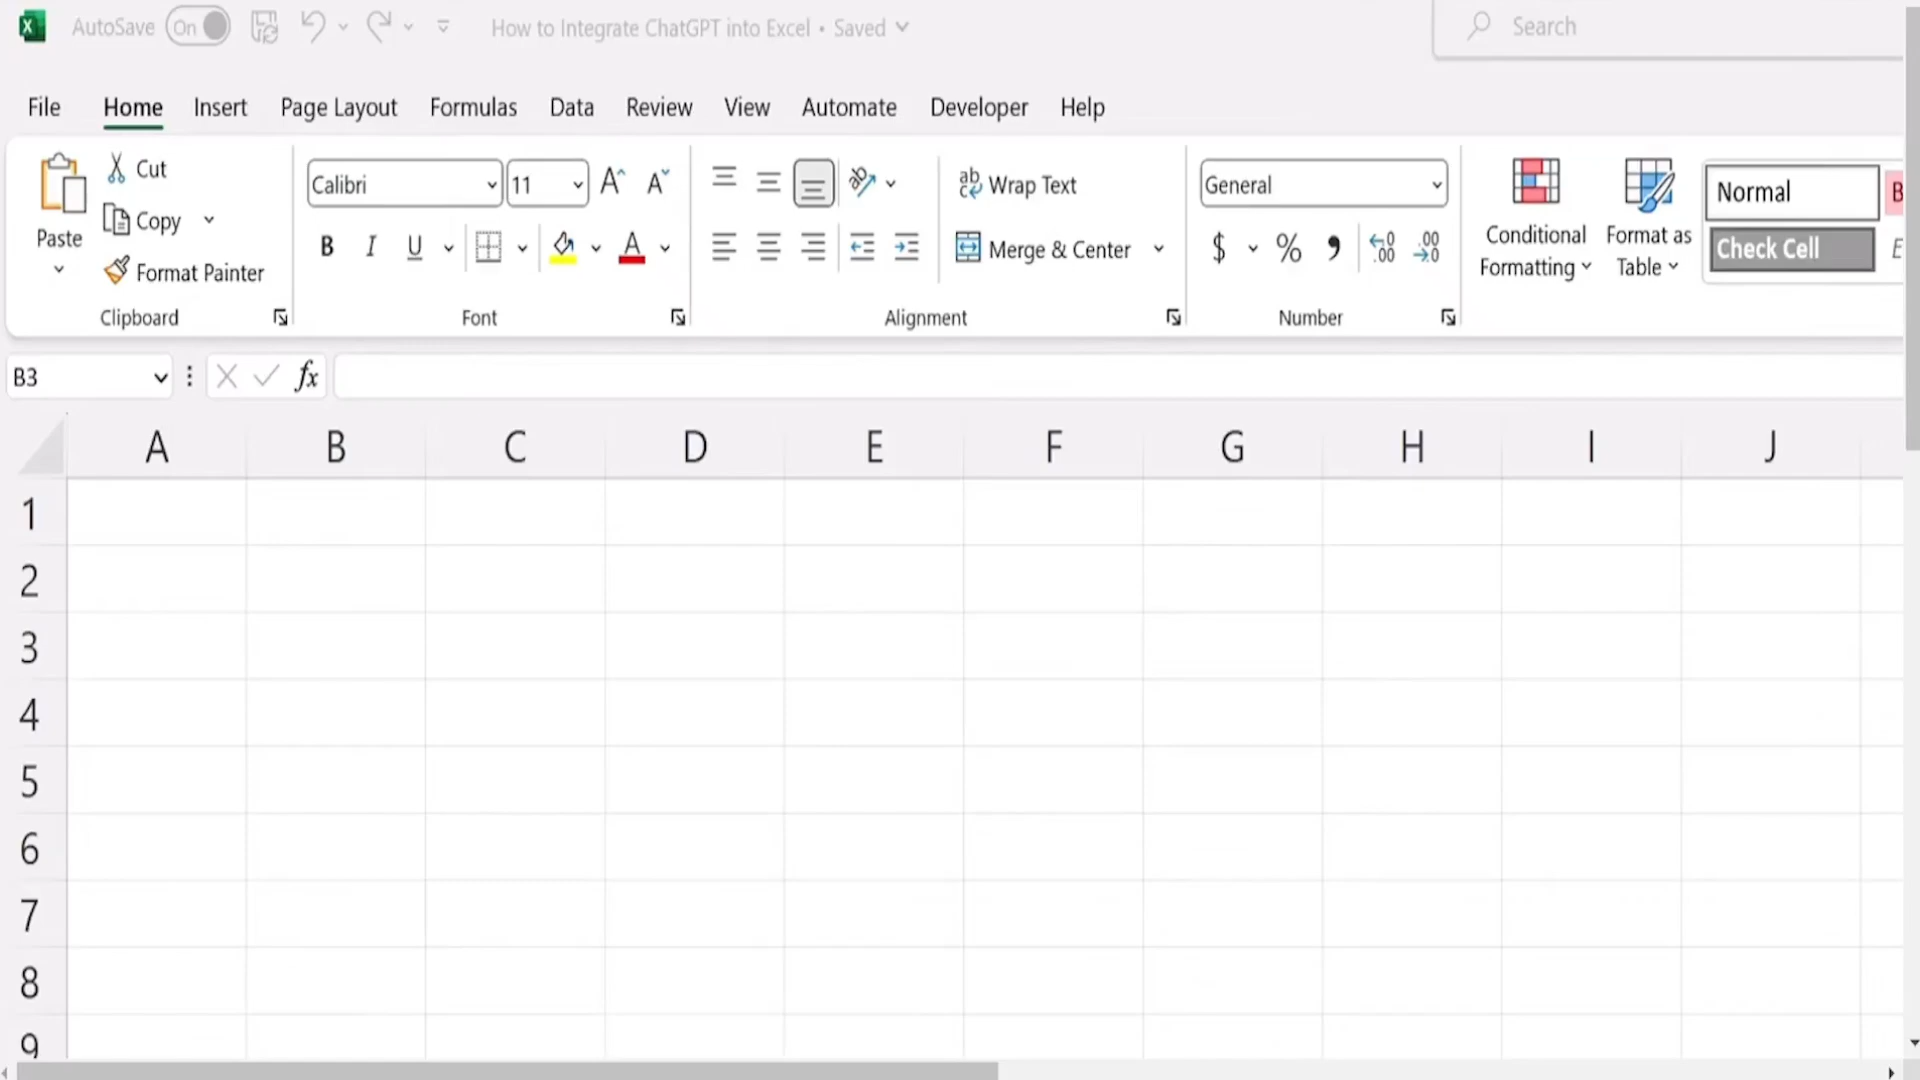 AutoSave On How to Integrate ChatGPT into Excel • Saved Search
File Home Insert Page Layout Formulas Data Review View Automate Developer Help
Paste
Cut
Copy
Format Painter
Clipboard
Calibri 11
B I U A
Font
Wrap Text
Merge & Center
Alignment
General
$ % ,
Number
Conditional
Formatting
Format as
Table
Normal
Check Cell
B3 fx
A B C D E F G H I J
1
2
3
4
5
6
7
8
9